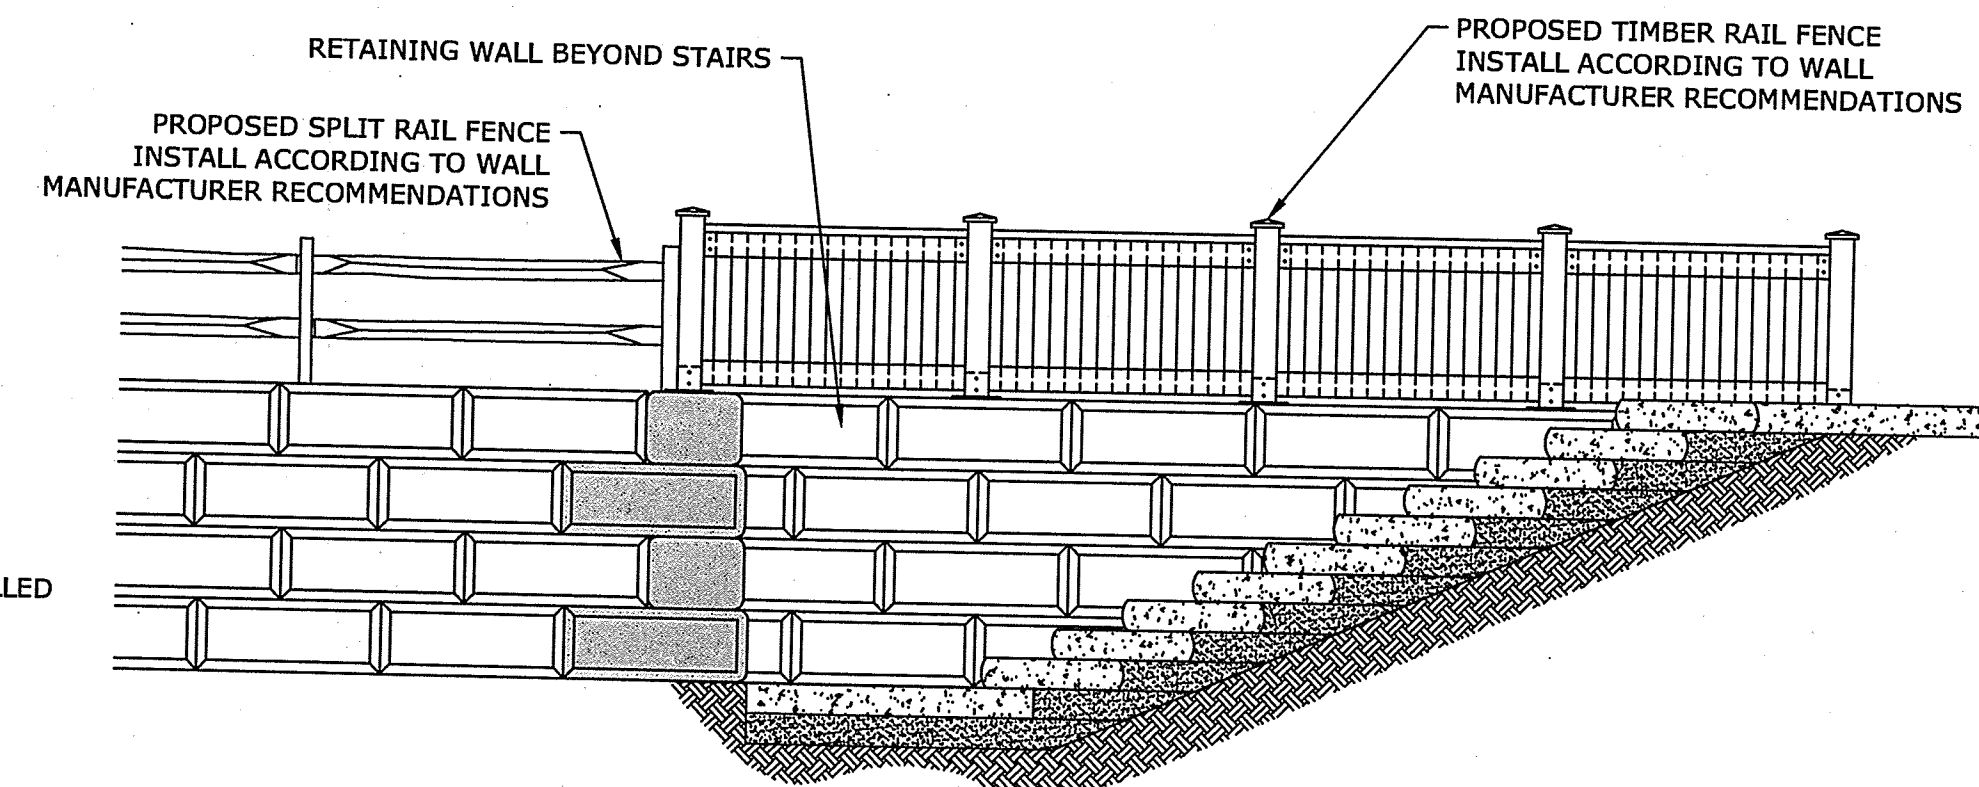 RETAINING WALL BEYOND STAIRS
PROPOSED TIMBER RAIL FENCE
INSTALL ACCORDING TO WALL
MANUFACTURER RECOMMENDATIONS
PROPOSED SPLIT RAIL FENCE
INSTALL ACCORDING TO WALL
MANUFACTURER RECOMMENDATIONS
LLED